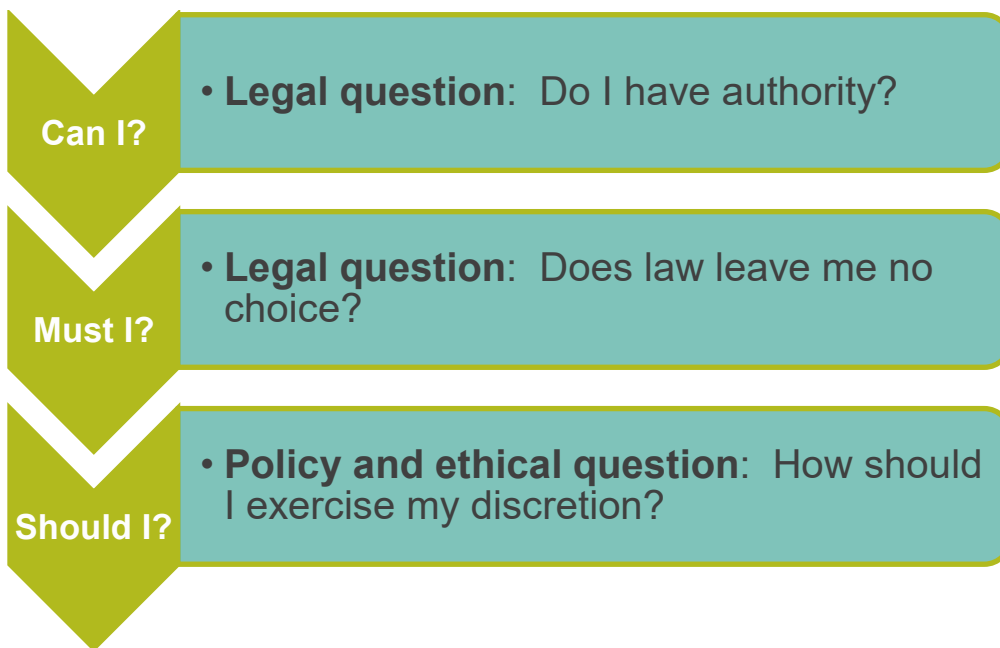 Can I?
• Legal question:  Do I have authority?
Must I?
• Legal question:  Does law leave me no
choice?
Should I?
• Policy and ethical question:  How should
I exercise my discretion?